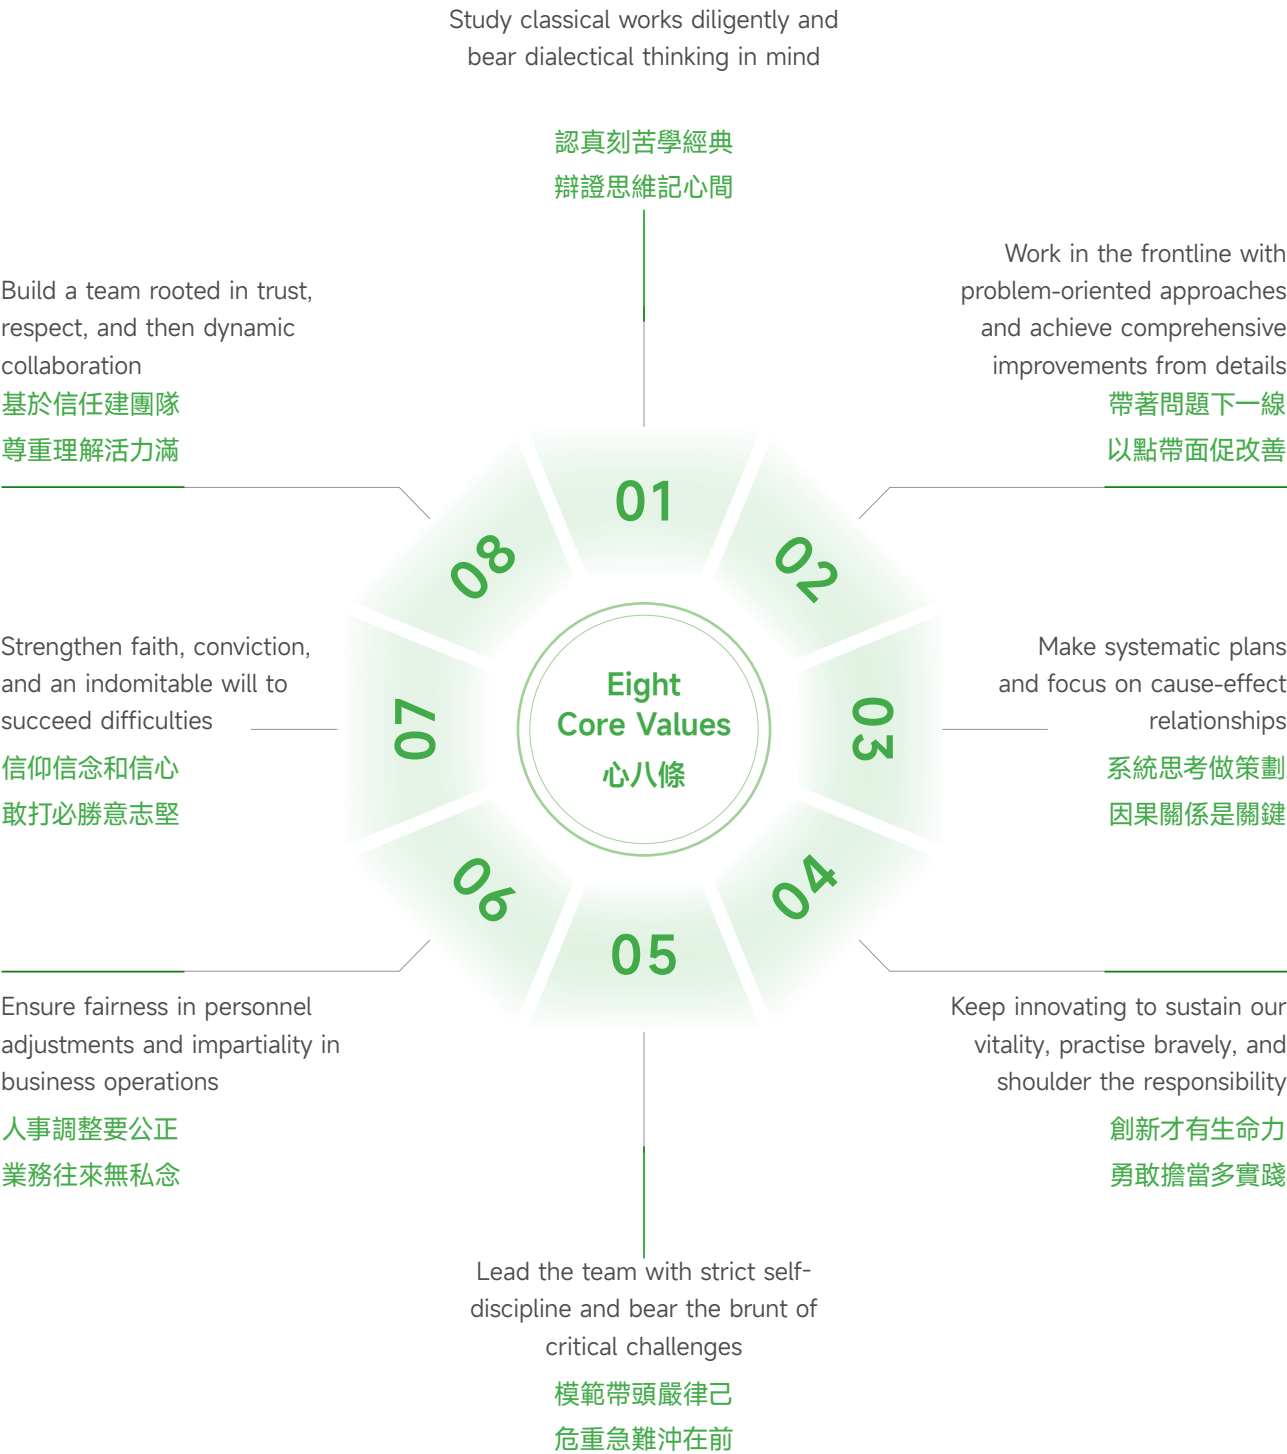 Study classical works diligently and
bear dialectical thinking in mind
認真刻苦學經典
辯證思維記心間
01
Work in the frontline with
problem-oriented approaches
and achieve comprehensive
improvements from details
帶著問題下一線
以點帶面促改善
02
Make systematic plans
and focus on cause-effect
relationships
系統思考做策劃
因果關係是關鍵
03
Keep innovating to sustain our
vitality, practise bravely, and
shoulder the responsibility
創新才有生命力
勇敢擔當多實踐
04
05
Lead the team with strict self-
discipline and bear the brunt of
critical challenges
模範帶頭嚴律己
危重急難沖在前
06
Ensure fairness in personnel
adjustments and impartiality in
business operations
人事調整要公正
業務往來無私念
07
Strengthen faith, conviction,
and an indomitable will to
succeed difficulties
信仰信念和信心
敢打必勝意志堅
08
Build a team rooted in trust,
respect, and then dynamic
collaboration
基於信任建團隊
尊重理解活力滿
Eight
Core Values
心八條